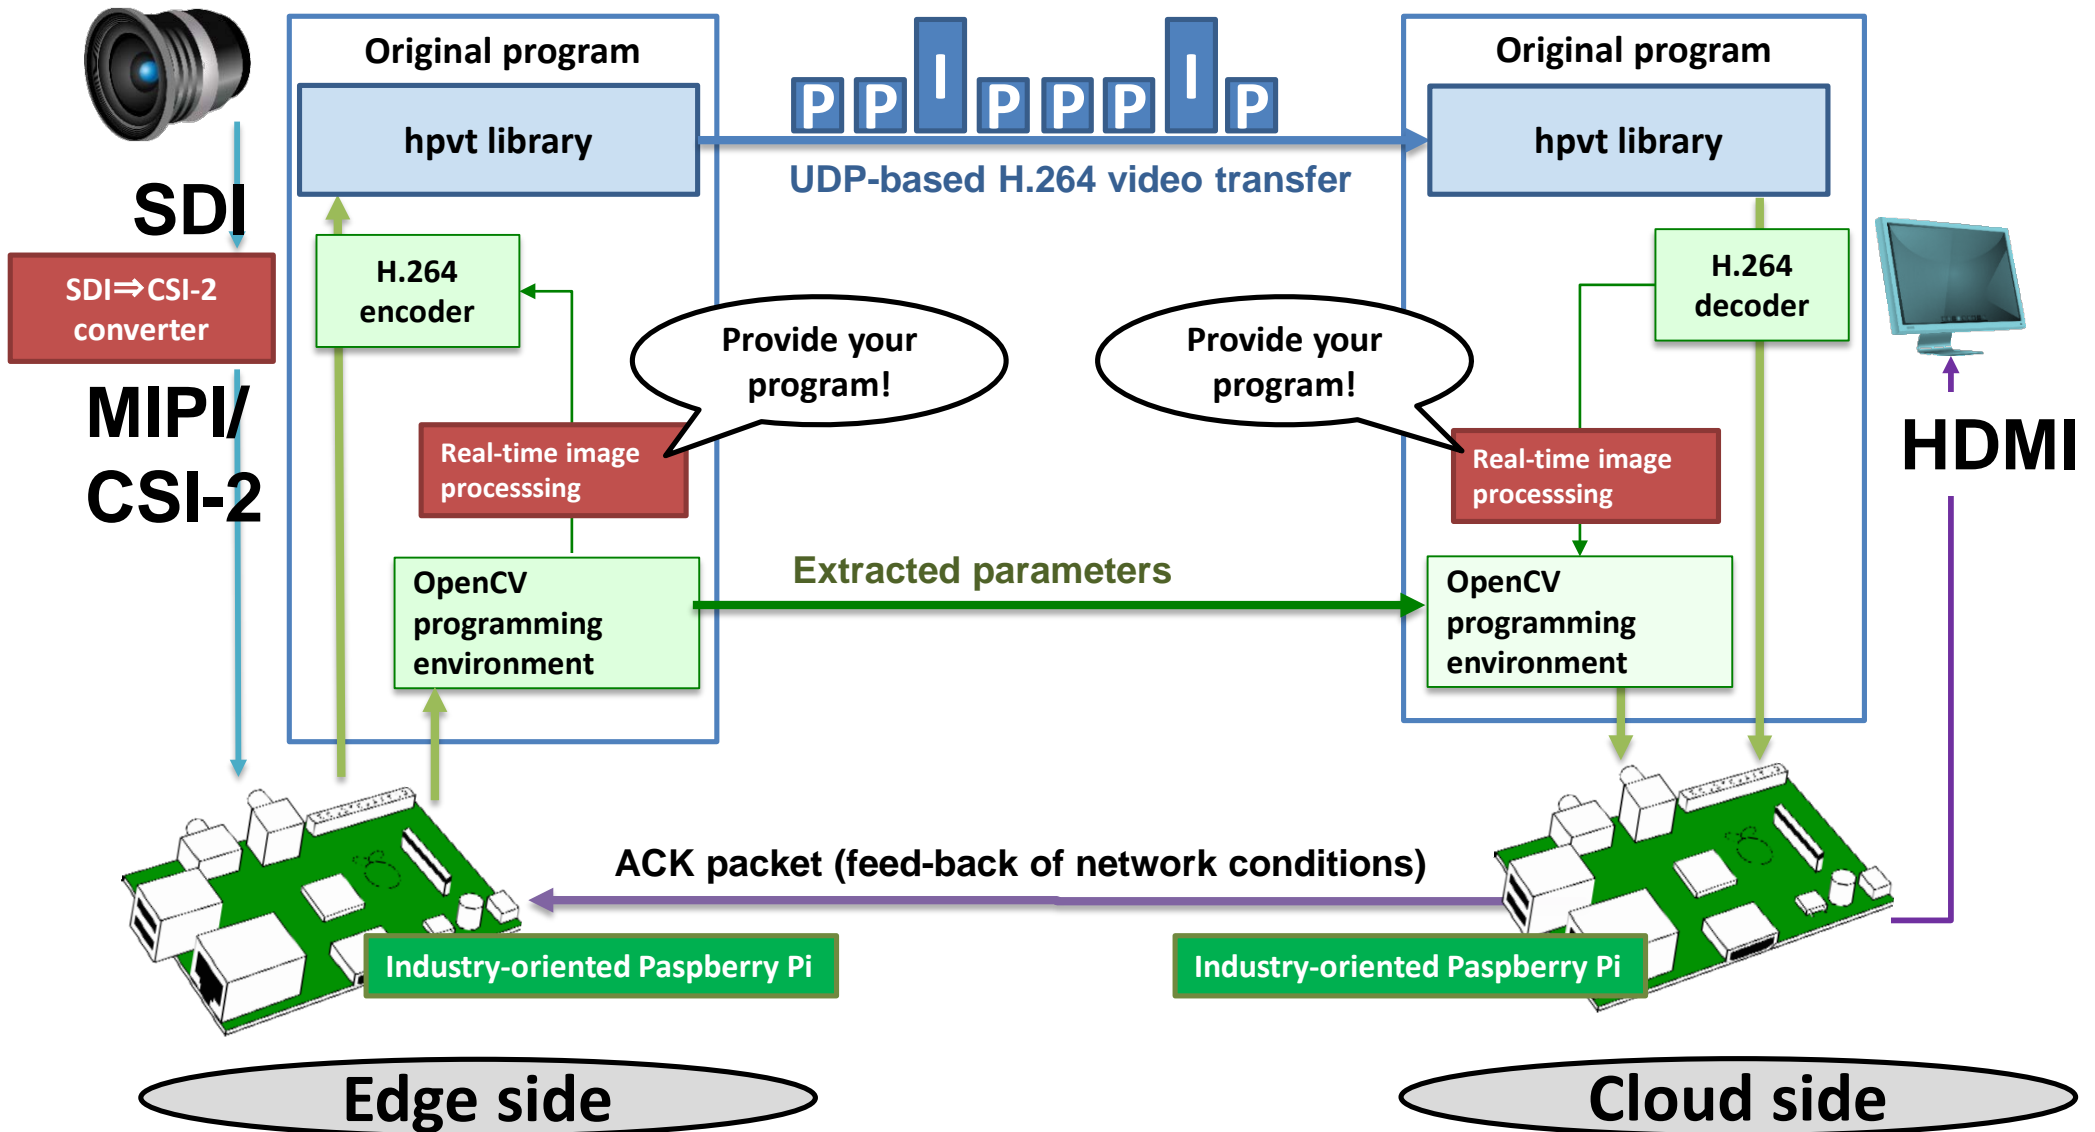 Original program
hpvt library
P P I P P P I P
UDP-based H.264 video transfer
Original program
hpvt library
SDI
SDI⇒CSI-2
converter
MIPI/
CSI-2
H.264
encoder
Provide your
program!
Real-time image
processsing
OpenCV
programming
environment
Extracted parameters
Provide your
program!
H.264
decoder
Real-time image
processsing
OpenCV
programming
environment
HDMI
ACK packet (feed-back of network conditions)
Industry-oriented Paspberry Pi
Industry-oriented Paspberry Pi
Edge side
Cloud side